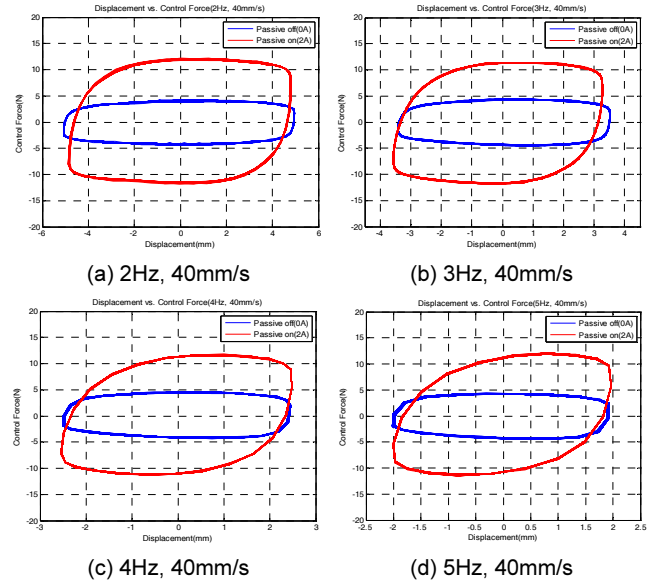 Displacement vs. Control Force(2Hz, 40mm/s)
Displacement vs. Control Force(3Hz, 40mm/s)
Passive off(0A)
Passive on(2A)
Passive off(0A)
Passive on(2A)
Control Force(N)
20
15
10
5
0
-5
-10
-15
-20
-6 -4 -2 0 2 4 6
Displacement(mm)
Control Force(N)
20
15
10
5
0
-5
-10
-15
-20
-4 -3 -2 -1 0 1 2 3 4
Displacement(mm)
(a) 2Hz, 40mm/s
(b) 3Hz, 40mm/s
Displacement vs. Control Force(4Hz, 40mm/s)
Displacement vs. Control Force(5Hz, 40mm/s)
Passive off(0A)
Passive on(2A)
Passive off(0A)
Passive on(2A)
Control Force(N)
20
15
10
5
0
-5
-10
-15
-20
-3 -2 -1 0 1 2 3
Displacement(mm)
Control Force(N)
20
15
10
5
0
-5
-10
-15
-20
-2.5 -2 -1.5 -1 -0.5 0 0.5 1 1.5 2 2.5
Displacement(mm)
(c) 4Hz, 40mm/s
(d) 5Hz, 40mm/s